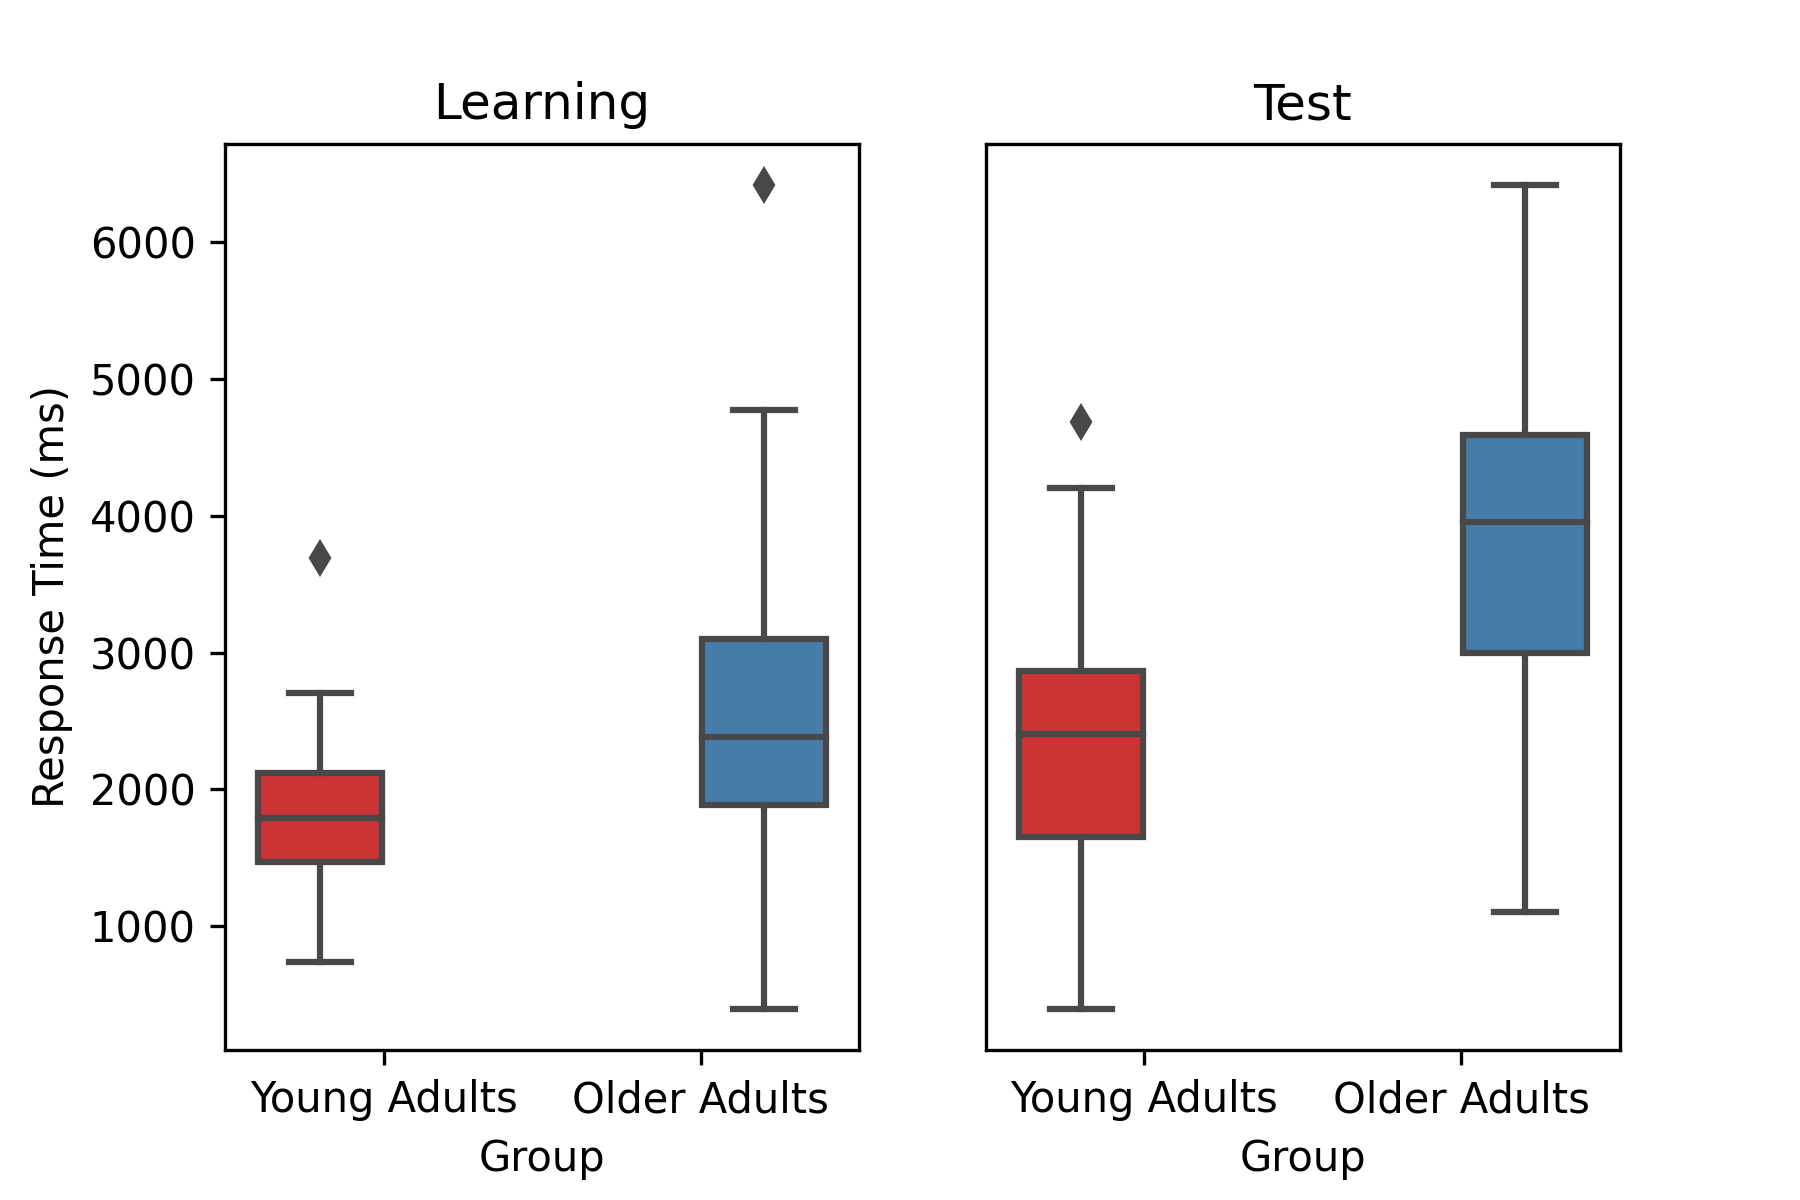 Learning
Test
Response Time (ms)
6000
5000
4000
3000
2000
1000
Young Adults
Older Adults
Young Adults
Older Adults
Group
Group